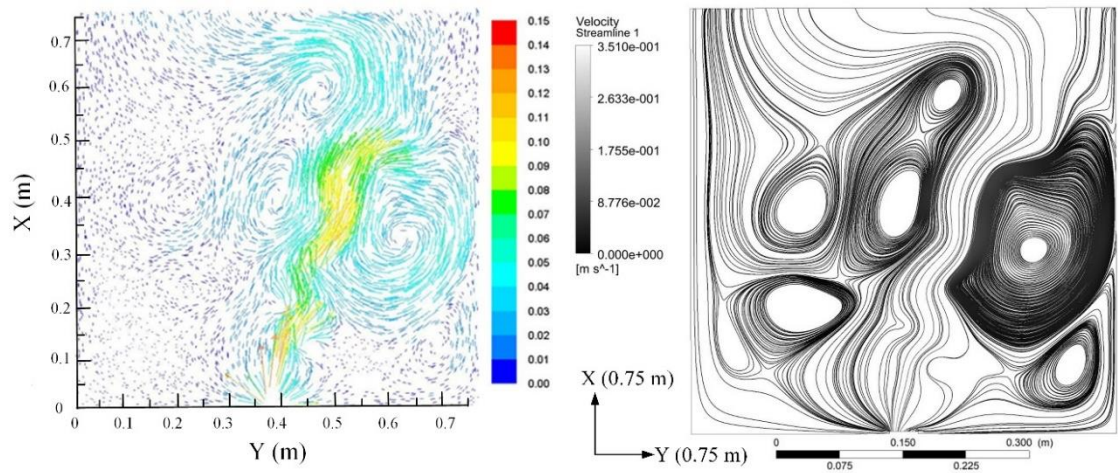 0.7
0.6
0.5
0.4
0.3
0.2
0.1
0
X (m)
0 0.1 0.2 0.3 0.4 0.5 0.6 0.7
Y (m)
0.15
0.14
0.13
0.12
0.11
0.10
0.09
0.08
0.07
0.06
0.05
0.04
0.03
0.02
0.01
0.00
Velocity
Streamline 1
3.510e-001
2.633e-001
1.755e-001
8.776e-002
0.000e+000
[m s^-1]
X (0.75 m)
Y (0.75 m)
0 0.150 0.300 (m)
0.075 0.225